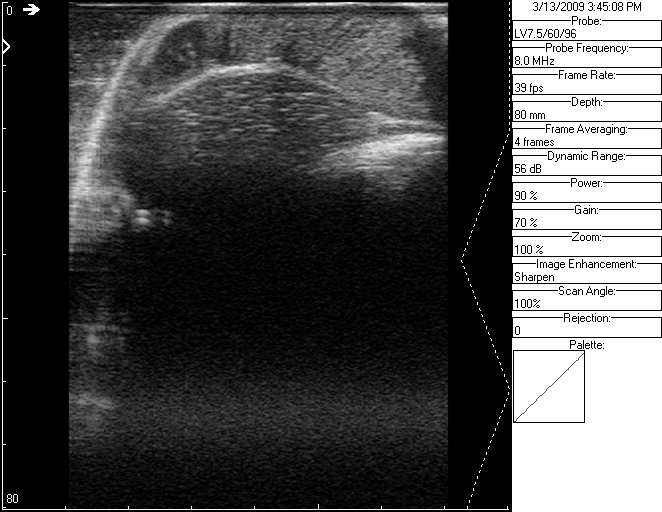 0
3/13/2009 3:45:08 PM
Probe:
LV7.5/60/96
Probe Frequency:
8.0 MHz
Frame Rate:
39 fps
Depth:
80 mm
Frame Averaging:
4 frames
Dynamic Range:
56 dB
Power:
90 %
Gain:
70 %
Zoom:
100 %
Image Enhancement:
Sharpen
Scan Angle:
100%
Rejection:
0
Palette:
80